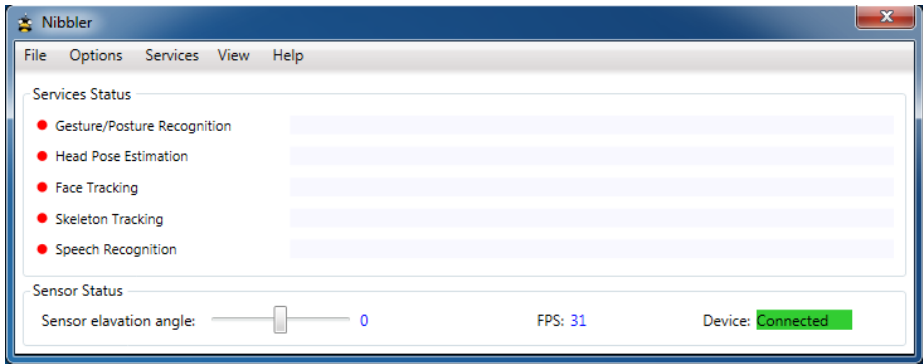 Nibbler
File Options Services View Help
Services Status
Gesture/Posture Recognition
Head Pose Estimation
Face Tracking
Skeleton Tracking
Speech Recognition
Sensor Status
Sensor elavation angle: 0 FPS: 31 Device: Connected